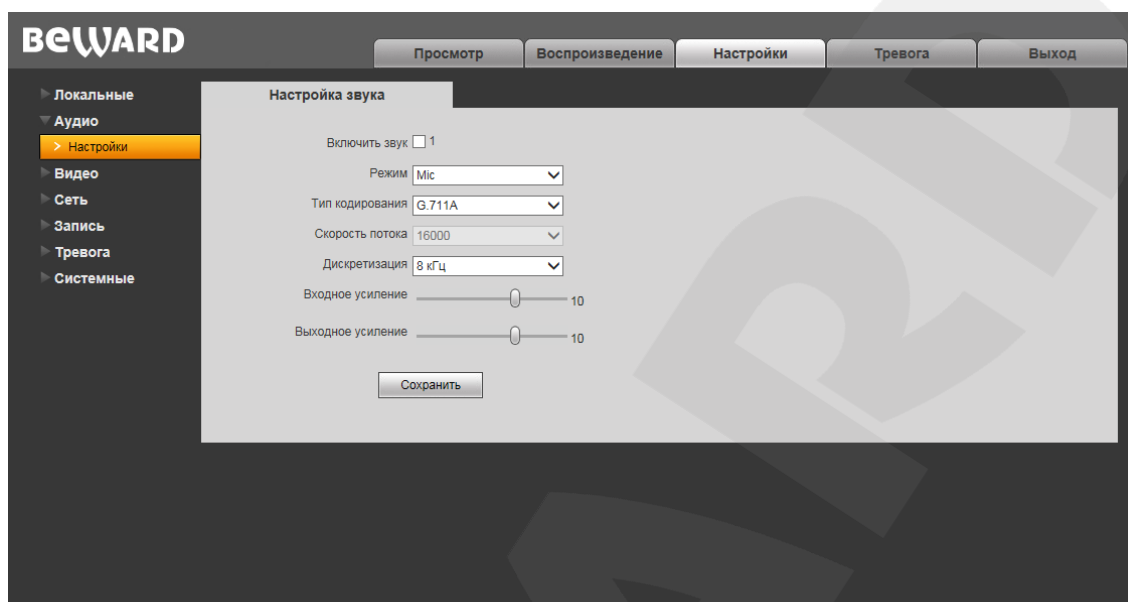 BEWARD
Просмотр Воспроизведение Настройки Тревога Выход
Локальные
Аудио
> Настройки
Видео
Сеть
Запись
Тревога
Системные
Настройка звука
Включить звук 1
Режим Mic
Тип кодирования G.711A
Скорость потока 16000
Дискретизация 8 кГц
Входное усиление 10
Выходное усиление 10
Сохранить